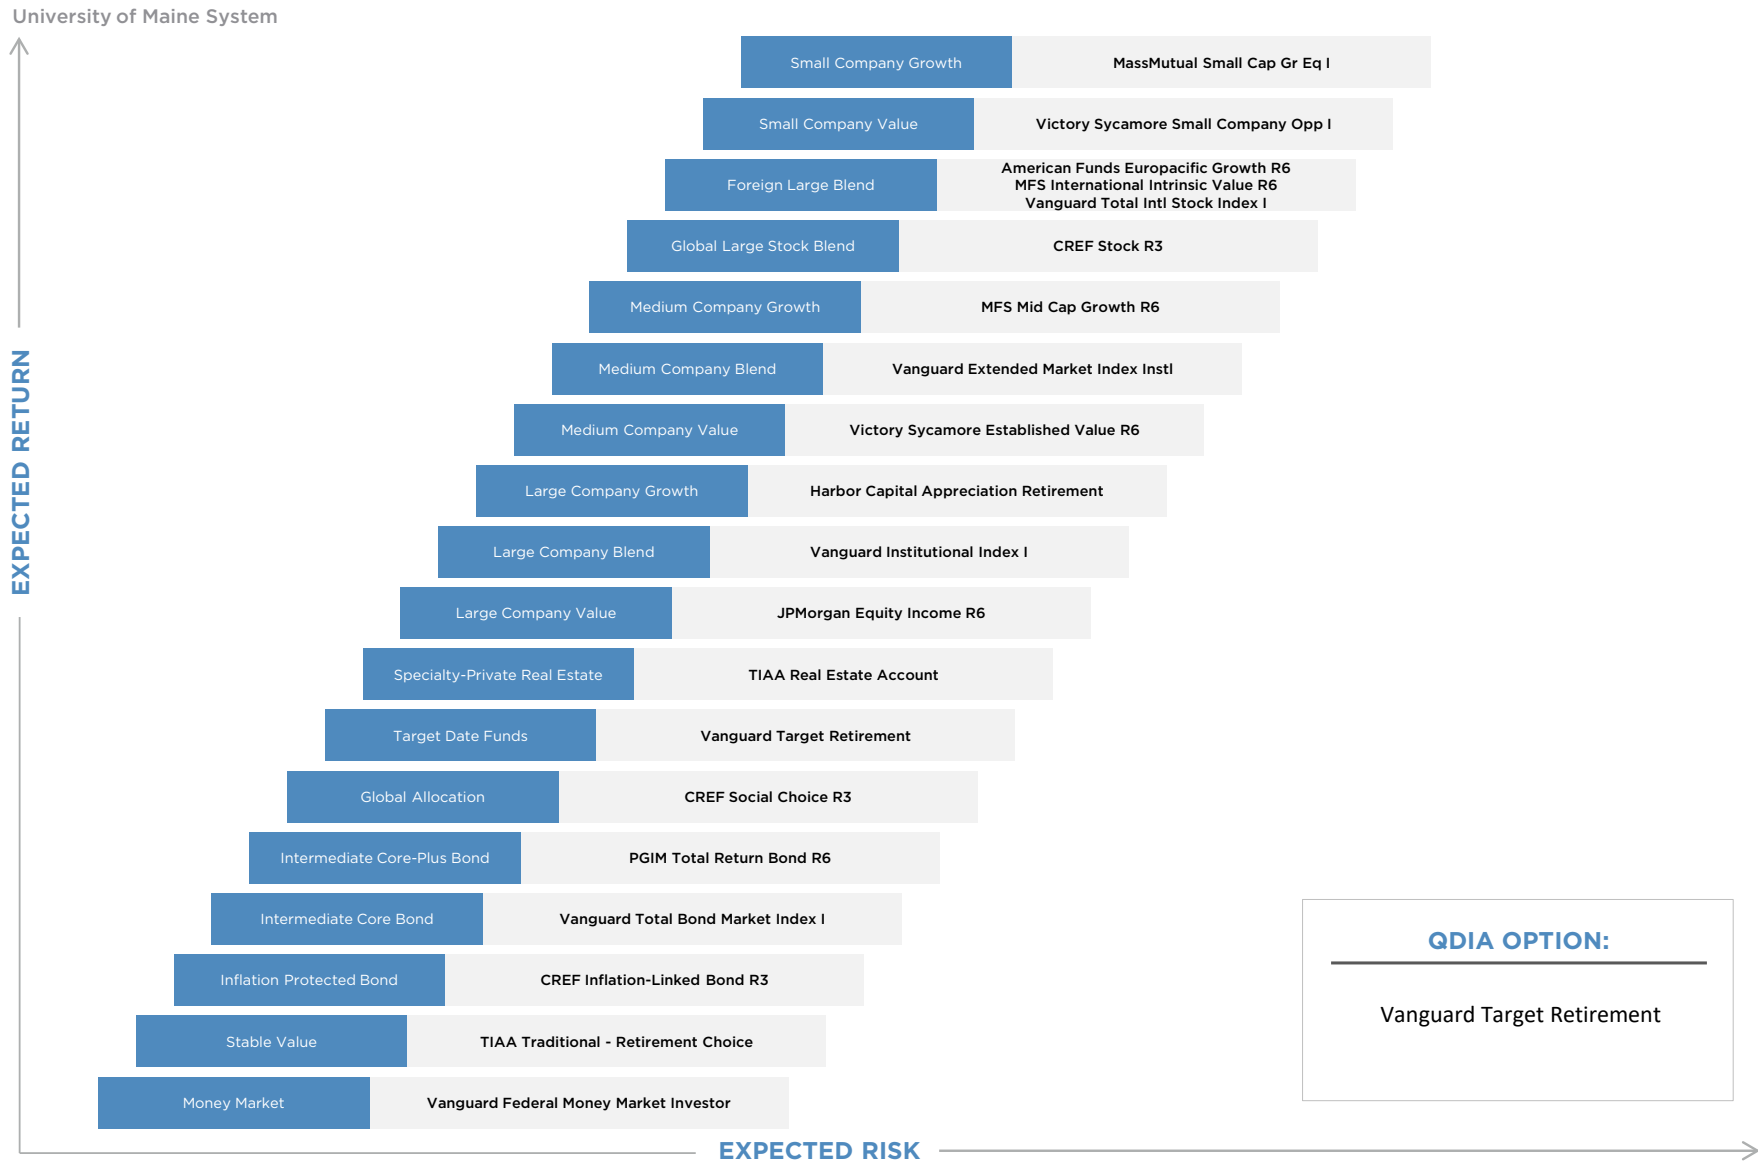 University of Maine System
Small Company Growth
MassMutual Small Cap Gr Eq I
Small Company Value
Victory Sycamore Small Company Opp I
Foreign Large Blend
American Funds Europacific Growth R6
MFS International Intrinsic Value R6
Vanguard Total Intl Stock Index I
Global Large Stock Blend
CREF Stock R3
Medium Company Growth
MFS Mid Cap Growth R6
Medium Company Blend
Vanguard Extended Market Index Instl
Medium Company Value
Victory Sycamore Established Value R6
Large Company Growth
Harbor Capital Appreciation Retirement
Large Company Blend
Vanguard Institutional Index I
Large Company Value
JPMorgan Equity Income R6
Specialty-Private Real Estate
TIAA Real Estate Account
Target Date Funds
Vanguard Target Retirement
Global Allocation
CREF Social Choice R3
Intermediate Core-Plus Bond
PGIM Total Return Bond R6
Intermediate Core Bond
Vanguard Total Bond Market Index I
Inflation Protected Bond
CREF Inflation-Linked Bond R3
Stable Value
TIAA Traditional - Retirement Choice
Money Market
Vanguard Federal Money Market Investor
EXPECTED RETURN
EXPECTED RISK
QDIA OPTION:
Vanguard Target Retirement